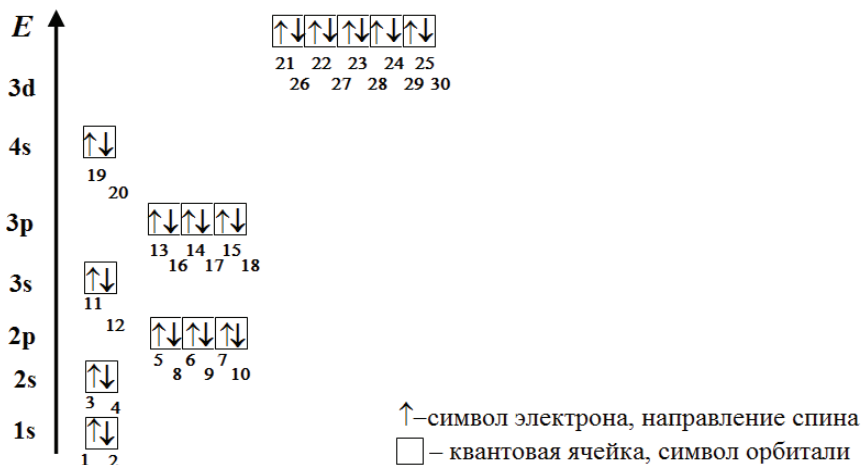 E
21 22 23 24 25
26 27 28 29 30
3d
4s
19
20
3p
13 14 15
16 17 18
3s
11
12
2p
5 6 7
8 9 10
2s
3 4
↑–символ электрона, направление спина
1s
– квантовая ячейка, символ орбитали
1 2